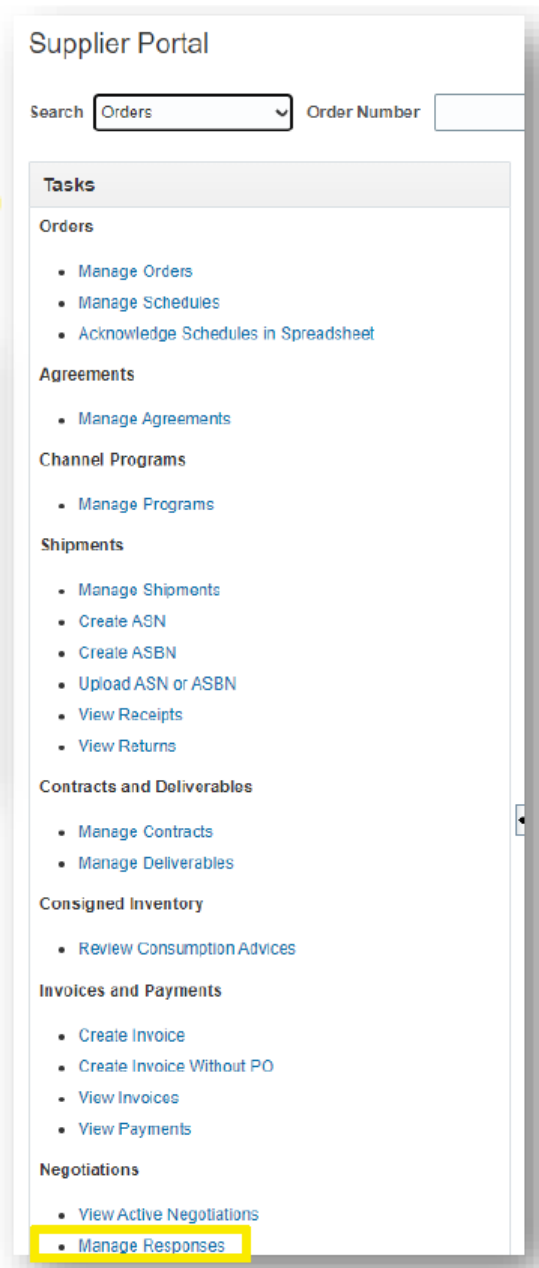 Supplier Portal
Search Orders Order Number
Tasks
Orders
Manage Orders
Manage Schedules
Acknowledge Schedules in Spreadsheet
Agreements
Manage Agreements
Channel Programs
Manage Programs
Shipments
Manage Shipments
Create ASN
Create ASBN
Upload ASN or ASBN
View Receipts
View Returns
Contracts and Deliverables
Manage Contracts
Manage Deliverables
Consigned Inventory
Review Consumption Advices
Invoices and Payments
Create Invoice
Create Invoice Without PO
View Invoices
View Payments
Negotiations
View Active Negotiations
Manage Responses